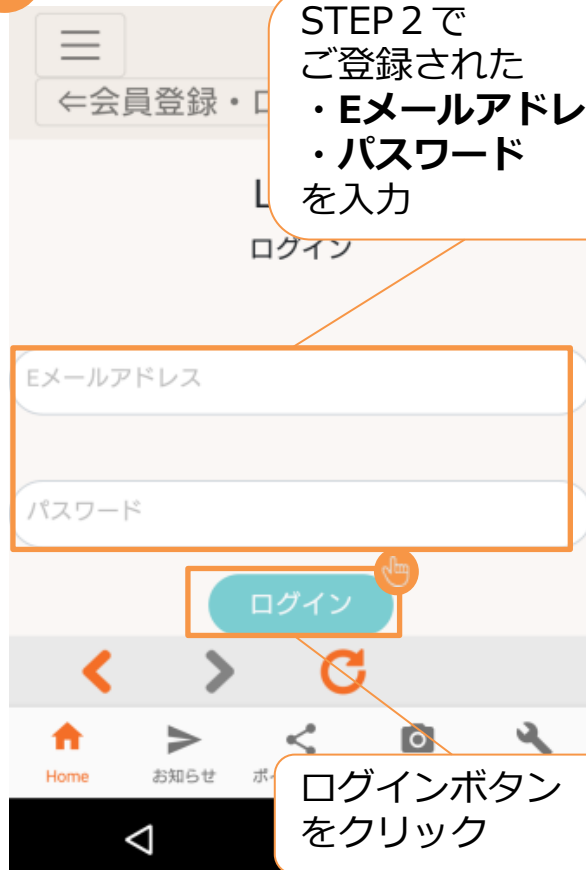 STEP２で
ご登録された
・Eメールアドレ
・パスワード
を入力
⇐会員登録・
L
ログイン
Eメールアドレス
パスワード
ログイン
Home
お知らせ
ポ
ログインボタン
をクリック